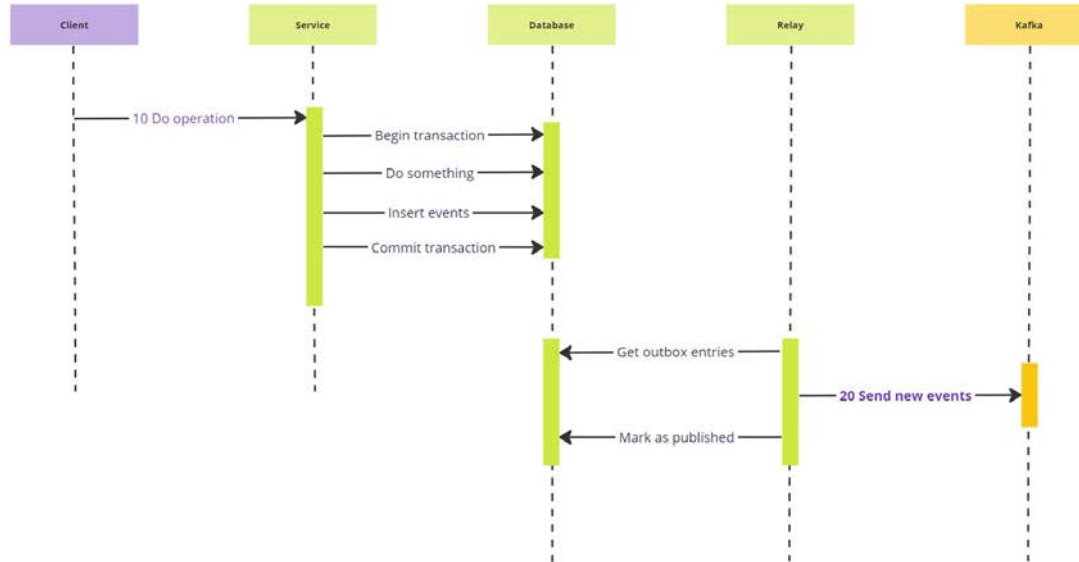 Client
Service
Database
Relay
Kafka
10 Do operation
Begin transaction
Do something
Insert events
Commit transaction
Get outbox entries
20 Send new events
Mark as published